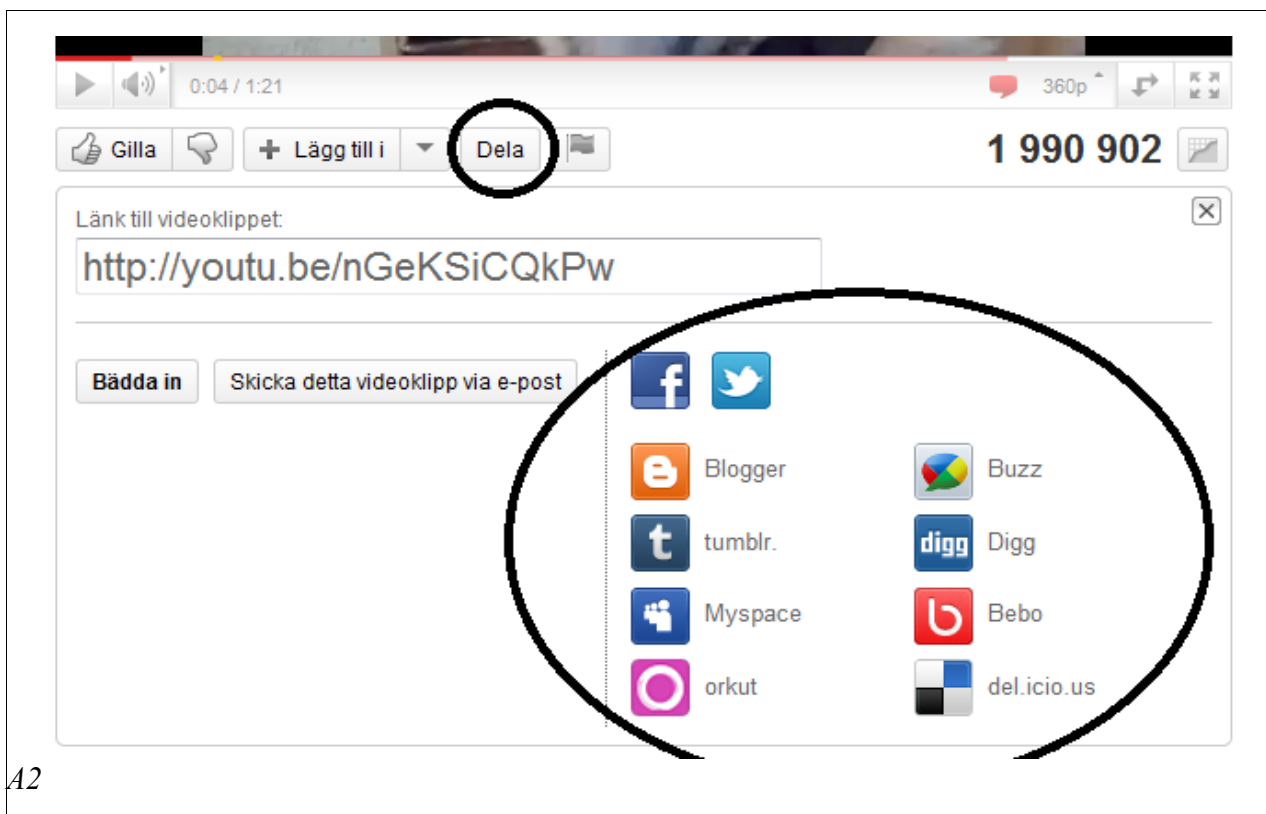 0:04 / 1:21 360p
Gilla Lägg till i Dela 1 990 902
Länk till videoklippet:
http://youtu.be/nGeKSiCQkPw
Bädda in Skicka detta videoklipp via e-post
f
Blogger Buzz
t tumblr. digg Digg
Myspace b Bebo
orkut del.icio.us
A2